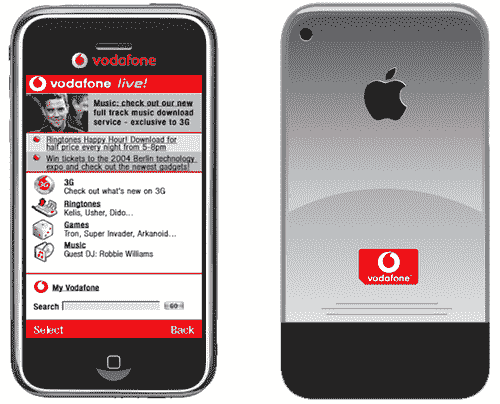 vodafone
vodafone live!
Music: check out our new
full track music download
service - exclusive to 3G
Ringtones Happy Hour! Download for
half price every night from 5-8pm
Win tickets to the 2004 Berlin technology
expo and check out the newest gadgets!
3G
3G
Check out what's new on 3G
Ringtones
Kelis, Usher, Dido...
Games
Tron, Super Invader, Arkanoid...
Music
Guest DJ: Robbie Williams
My Vodafone
Search GO
Select Back
vodafone